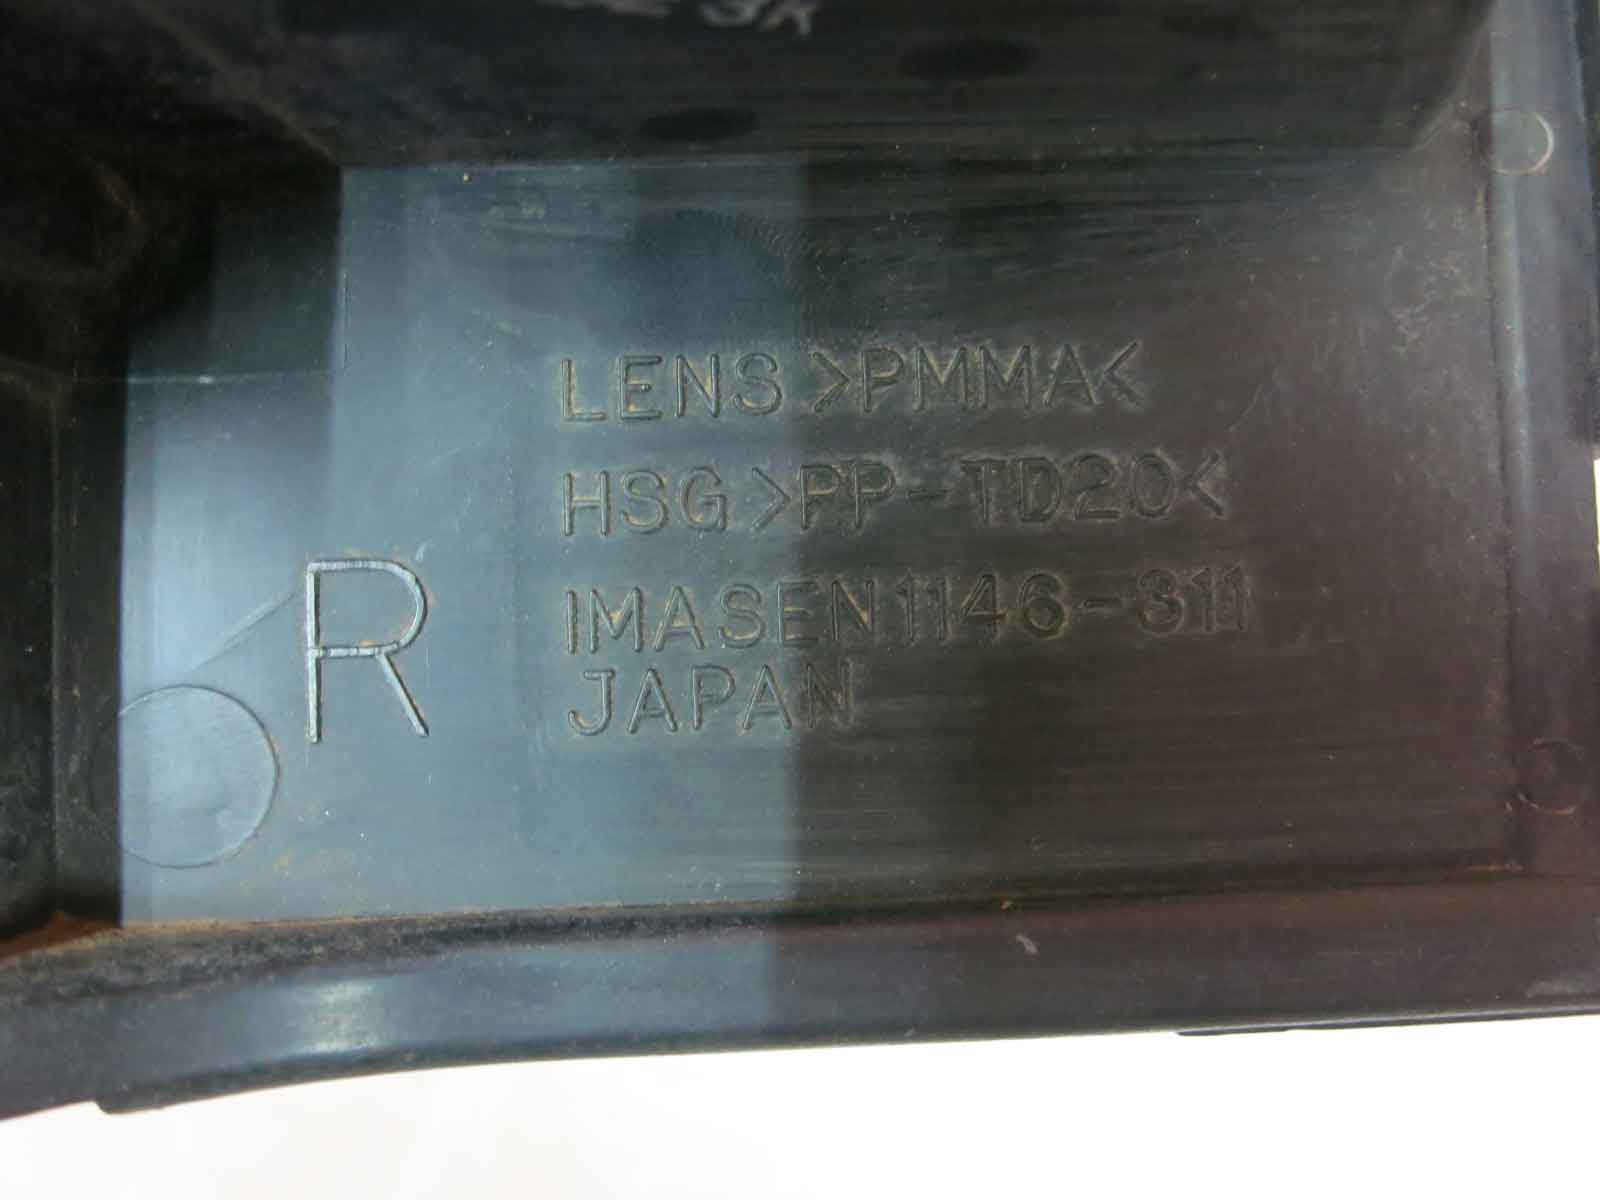 LENS >PMMA<
HSG >PP-TD20<
R
IMASEN 1146-311
JAPAN